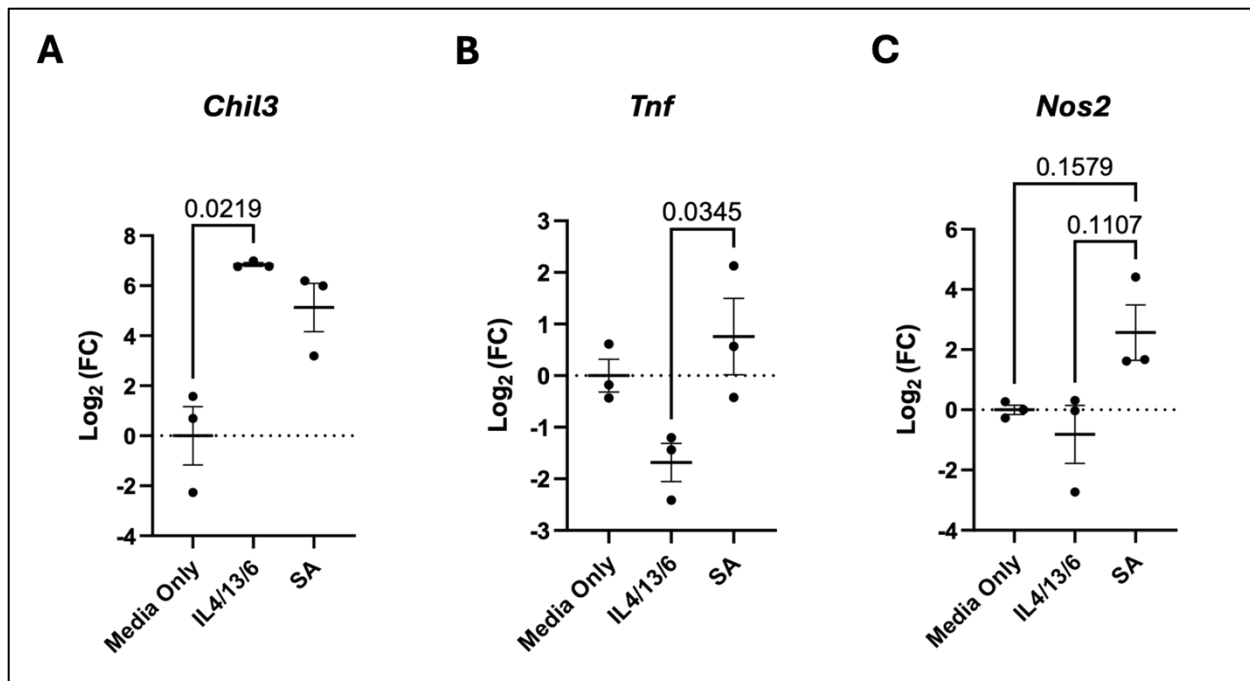 A
B
C
Chil3
Tnf
Nos2
0.0219
8
6
4
2
0
-2
-4
Log₂ (FC)
Media Only
IL4/13/6
SA
0.0345
3
2
1
0
-1
-2
-3
Log₂ (FC)
Media Only
IL4/13/6
SA
0.1579
0.1107
6
4
2
0
-2
-4
Log₂ (FC)
Media Only
IL4/13/6
SA